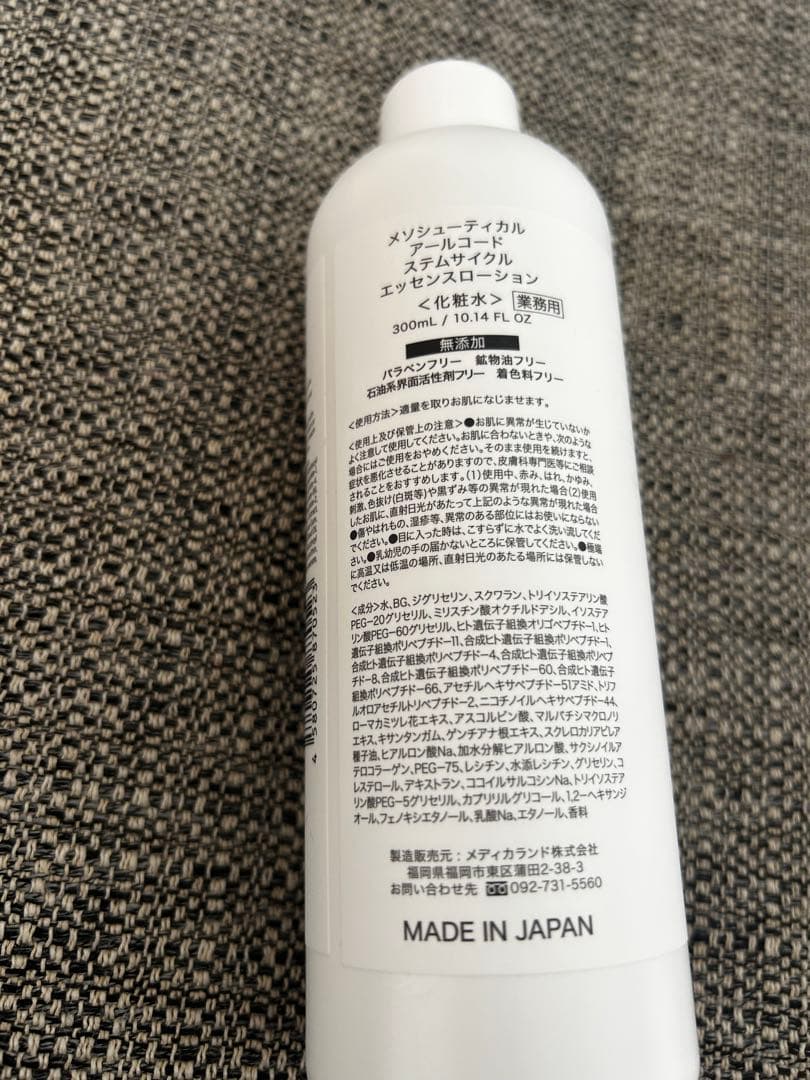 メソシューティカル
アールコード
ステムサイクル
エッセンスローション
＜化粧水＞ 業務用
300mL / 10.14 FL OZ
無添加
パラベンフリー 鉱物油フリー
石油系界面活性剤フリー 着色料フリー
＜使用方法＞適量を取りお肌になじませます。
＜使用上及び保管上の注意＞●お肌に異常が生じていないか
よく注意して使用してください。お肌に合わないときや、次のような
場合にはご使用をおやめください。そのまま使用を続けますと、
症状を悪化させることがありますので、皮膚科専門医等にご相談
されることをおすすめします。(1)使用中、赤み、はれ、かゆみ、
刺激、色抜け(白斑等)や黒ずみ等の異常が現れた場合(2)使用
したお肌に、直射日光があたって上記のような異常が現れた場合
●傷やはれもの、湿疹等、異常のある部位にはお使いにならない
でください。●目に入った時は、こすらずに水でよく洗い流してくだ
さい。●乳幼児の手の届かないところに保管してください。●極端
に高温又は低温の場所、直射日光のあたる場所には保管しない
でください。
＜成分＞水、BG、ジグリセリン、スクワラン、トリイソステアリン酸
PEG-20グリセリル、ミリスチン酸オクチルドデシル、イソステア
リン酸PEG-60グリセリル、ヒト遺伝子組換オリゴペプチド-1、ヒト
遺伝子組換ポリペプチド-11、合成ヒト遺伝子組換ポリペプチド-1、
合成ヒト遺伝子組換ポリペプチド-4、合成ヒト遺伝子組換ポリペプ
チド-8、合成ヒト遺伝子組換ポリペプチド-60、合成ヒト遺伝子
組換ポリペプチド-66、アセチルヘキサペプチド-51アミド、トリフ
ルオロアセチルトリペプチド-2、ニコチノイルヘキサペプチド-44、
ローマカミツレ花エキス、アスコルビン酸、マルバチシマクロノリ
エキス、キサンタンガム、ゲンチアナ根エキス、スクレロカリアビレア
種子油、ヒアルロン酸Na、加水分解ヒアルロン酸、サクシノイルア
テロコラーゲン、PEG-75、レシチン、水添レシチン、グリセリン、コ
レステロール、デキストラン、ココイルサルコシンNa、トリイソステア
リン酸PEG-5グリセリル、カプリリルグリコール、1,2-ヘキサンジ
オール、フェノキシエタノール、乳酸Na、エタノール、香料
製造販売元：メディカランド株式会社
福岡県福岡市東区蒲田2-38-3
お問い合わせ先 092-731-5560
MADE IN JAPAN